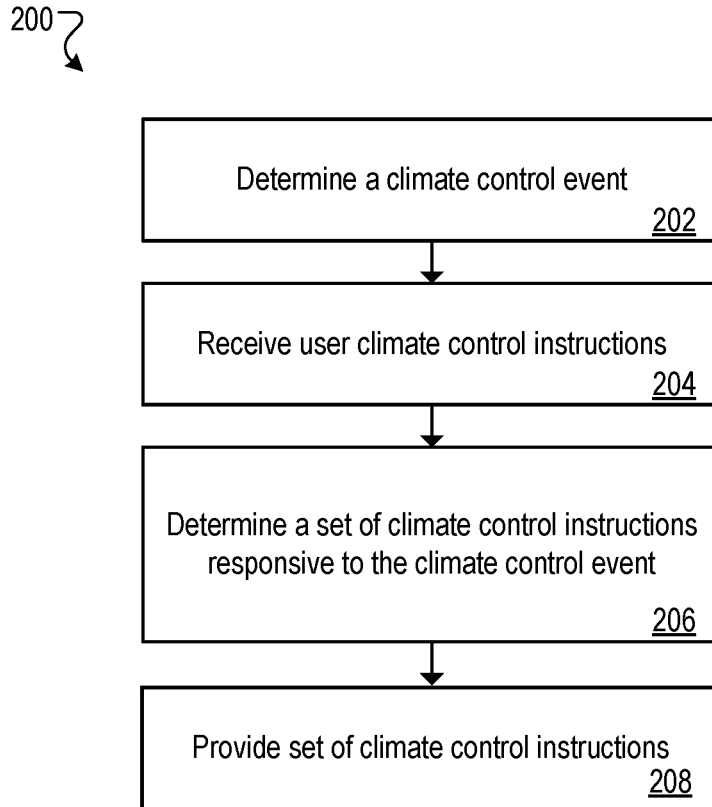 200
Determine a climate control event
202
Receive user climate control instructions
204
Determine a set of climate control instructions
responsive to the climate control event
206
Provide set of climate control instructions
208